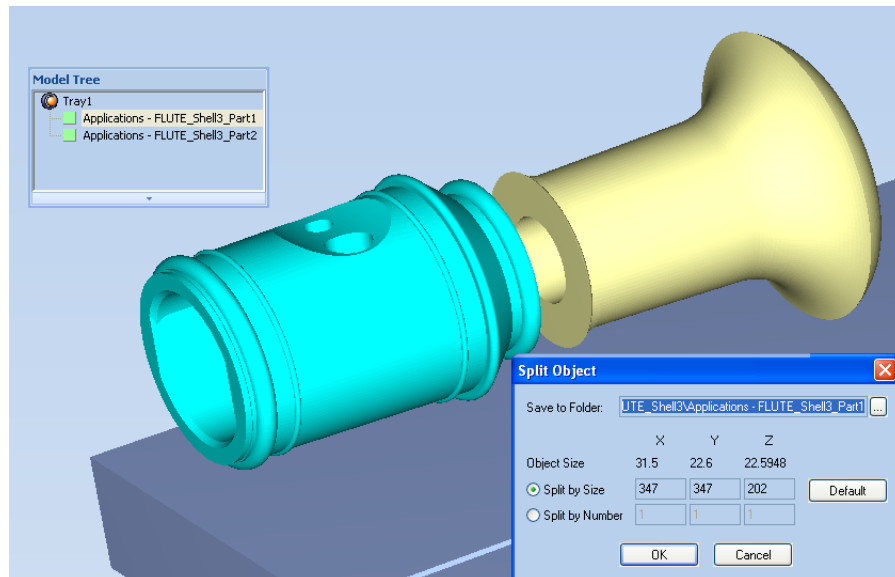 Model Tree
Tray1
Applications - FLUTE_Shell3_Part1
Applications - FLUTE_Shell3_Part2
Split Object
Save to Folder: UTE_Shell3\Applications - FLUTE_Shell3_Part1 ...
X Y Z
Object Size 31.5 22.6 22.5948
Split by Size 347 347 202 Default
Split by Number 1 1 1
OK Cancel